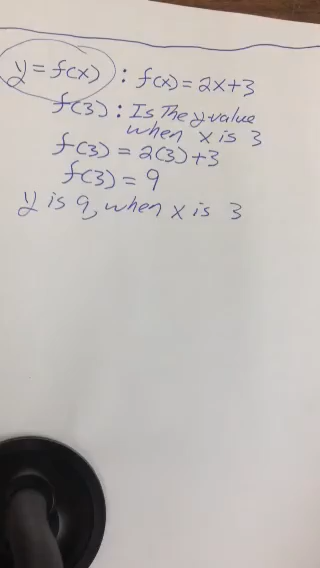 y = f(x) : f(x) = 2x+3
f(3) : Is The y value
when x is 3
f(3) = 2(3) +3
f(3) = 9
y is 9, when x is 3